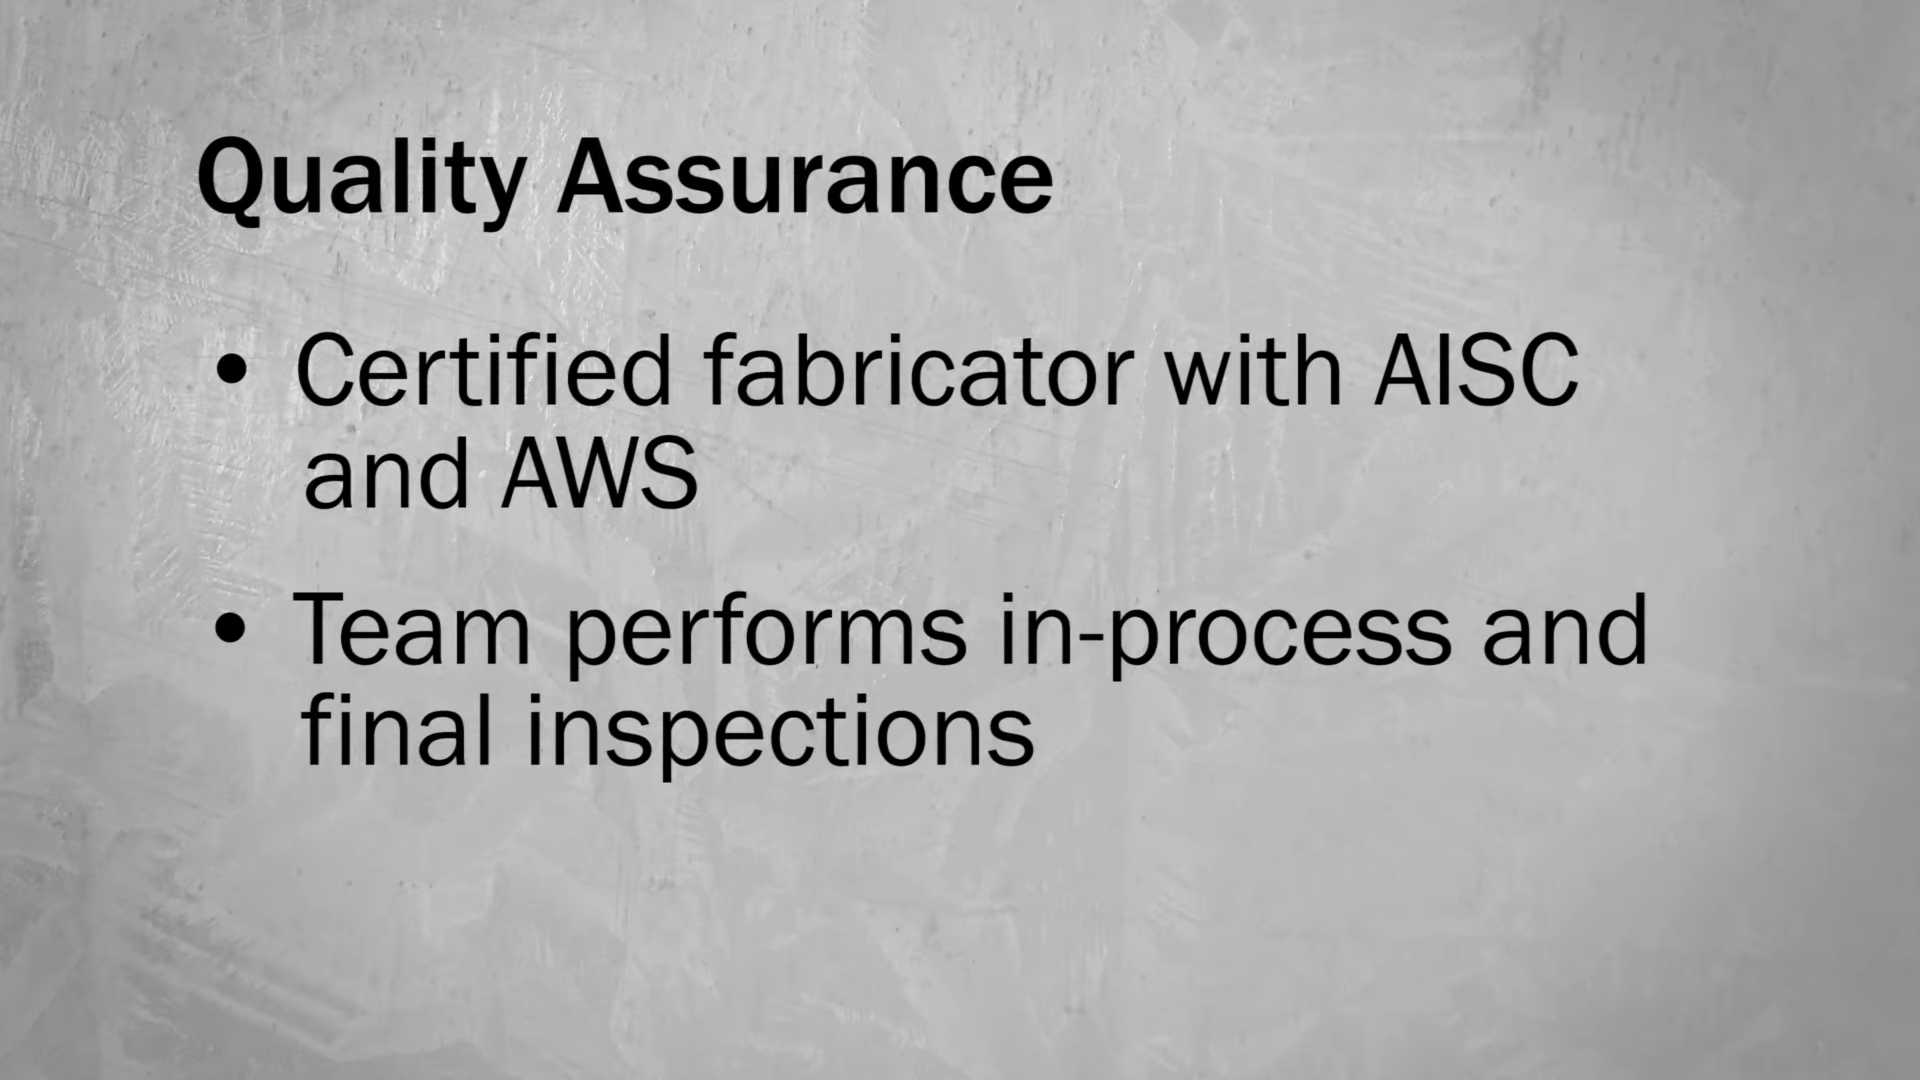 Quality Assurance
• Certified fabricator with AISC
and AWS
• Team performs in-process and
final inspections